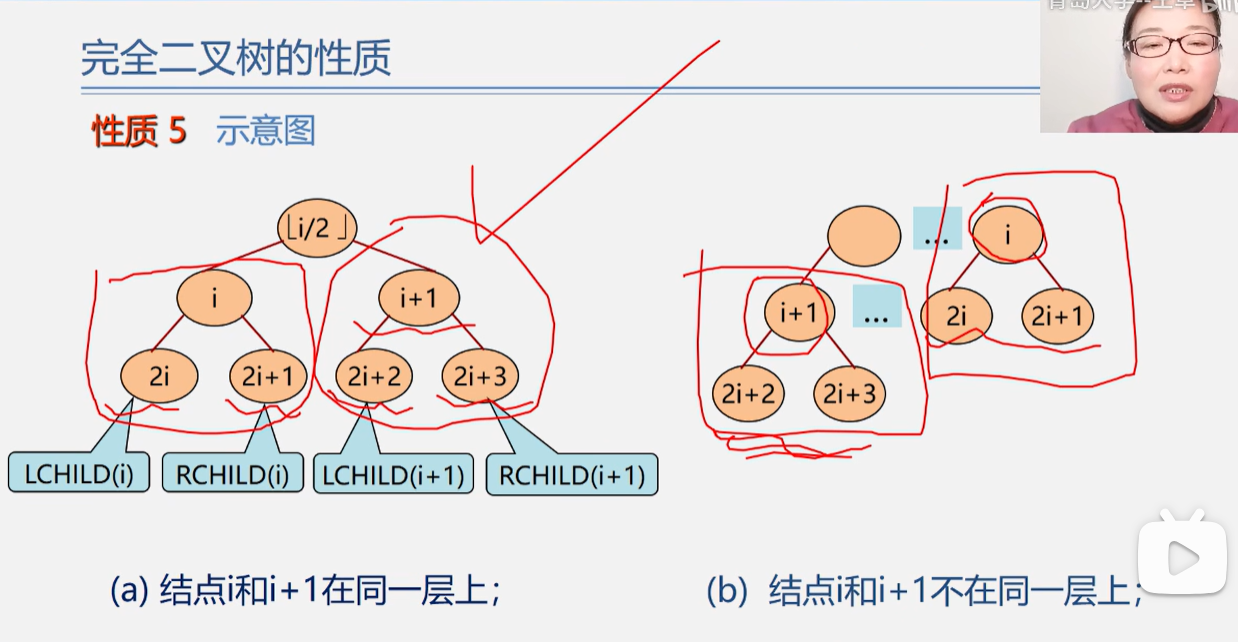 完全二叉树的性质
性质 5 示意图
⌊i/2⌋
i
i+1
2i
2i+1
2i+2
2i+3
LCHILD(i)
RCHILD(i)
LCHILD(i+1)
RCHILD(i+1)
(a) 结点i和i+1在同一层上;
...
i
i+1
...
2i
2i+1
2i+2
2i+3
(b) 结点i和i+1不在同一层上;